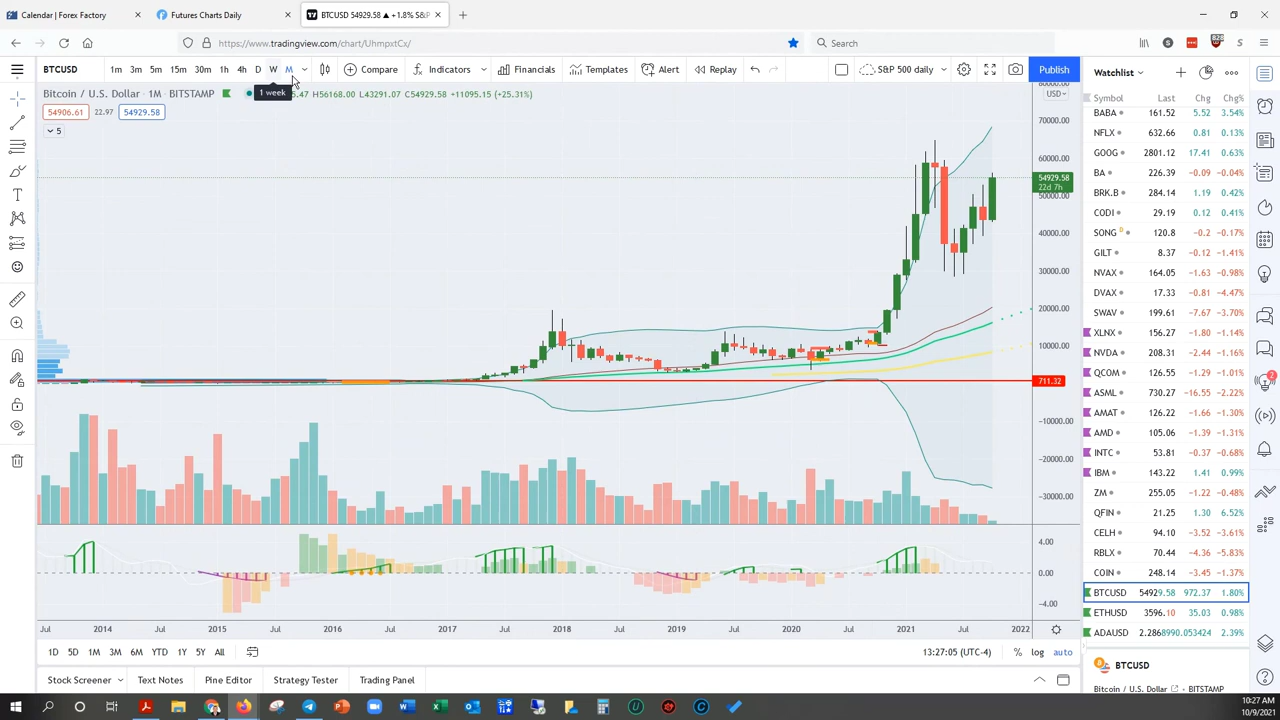 Calendar | Forex Factory
Futures Charts Daily
BTCUSD 54929.58 ▲ +1.8% S&P
https://www.tradingview.com/chart/UhmpxtCx/
Search
BTCUSD 1m 3m 5m 15m 30m 1h 4h D W M Compare Indicators Financials Templates Alert Replay S&P 500 daily Publish
Watchlist
Bitcoin / U.S. Dollar · 1M · BITSTAMP 5.47 H56168.00 L43291.07 C54929.58 +11095.15 (+25.31%)
1 week
USD
54906.61 22.97 54929.58
5
Symbol Last Chg Chg%
BABA 161.52 5.52 3.54%
NFLX 632.66 0.81 0.13%
GOOG 2801.12 17.41 0.63%
BA 226.39 −0.09 −0.04%
BRK.B 284.14 1.19 0.42%
CODI 29.19 0.12 0.41%
SONG D 120.8 −0.2 −0.17%
GILT 8.37 −0.12 −1.41%
NVAX 164.05 −1.63 −0.98%
DVAX 17.33 −0.81 −4.47%
SWAV 199.61 −7.67 −3.70%
XLNX 156.27 −1.80 −1.14%
NVDA 208.31 −2.44 −1.16%
QCOM 126.55 −1.29 −1.01%
ASML 730.27 −16.55 −2.22%
AMAT 126.22 −1.66 −1.30%
AMD 105.06 −1.39 −1.31%
INTC 53.81 −0.37 −0.68%
IBM 143.22 1.41 0.99%
ZM 255.05 −1.22 −0.48%
QFIN 21.25 1.30 6.52%
CELH 94.10 −3.52 −3.61%
RBLX 70.44 −4.36 −5.83%
COIN 248.14 −3.45 −1.37%
BTCUSD 54929.58 972.37 1.80%
ETHUSD 3596.10 35.03 0.98%
ADAUSD 2.2868990.053424 2.39%
70000.00
60000.00
54929.58
22d 7h
50000.00
40000.00
30000.00
20000.00
10000.00
711.32
−10000.00
−20000.00
−30000.00
4.00
0.00
−4.00
Jul 2014 Jul 2015 Jul 2016 Jul 2017 Jul 2018 Jul 2019 Jul 2020 Jul 2021 Jul 2022
1D 5D 1M 3M 6M YTD 1Y 5Y All
13:27:05 (UTC-4) % log auto
Stock Screener Text Notes Pine Editor Strategy Tester Trading Panel
BTCUSD
Bitcoin / U.S. Dollar BITSTAMP
2
10:27 AM
10/9/2021